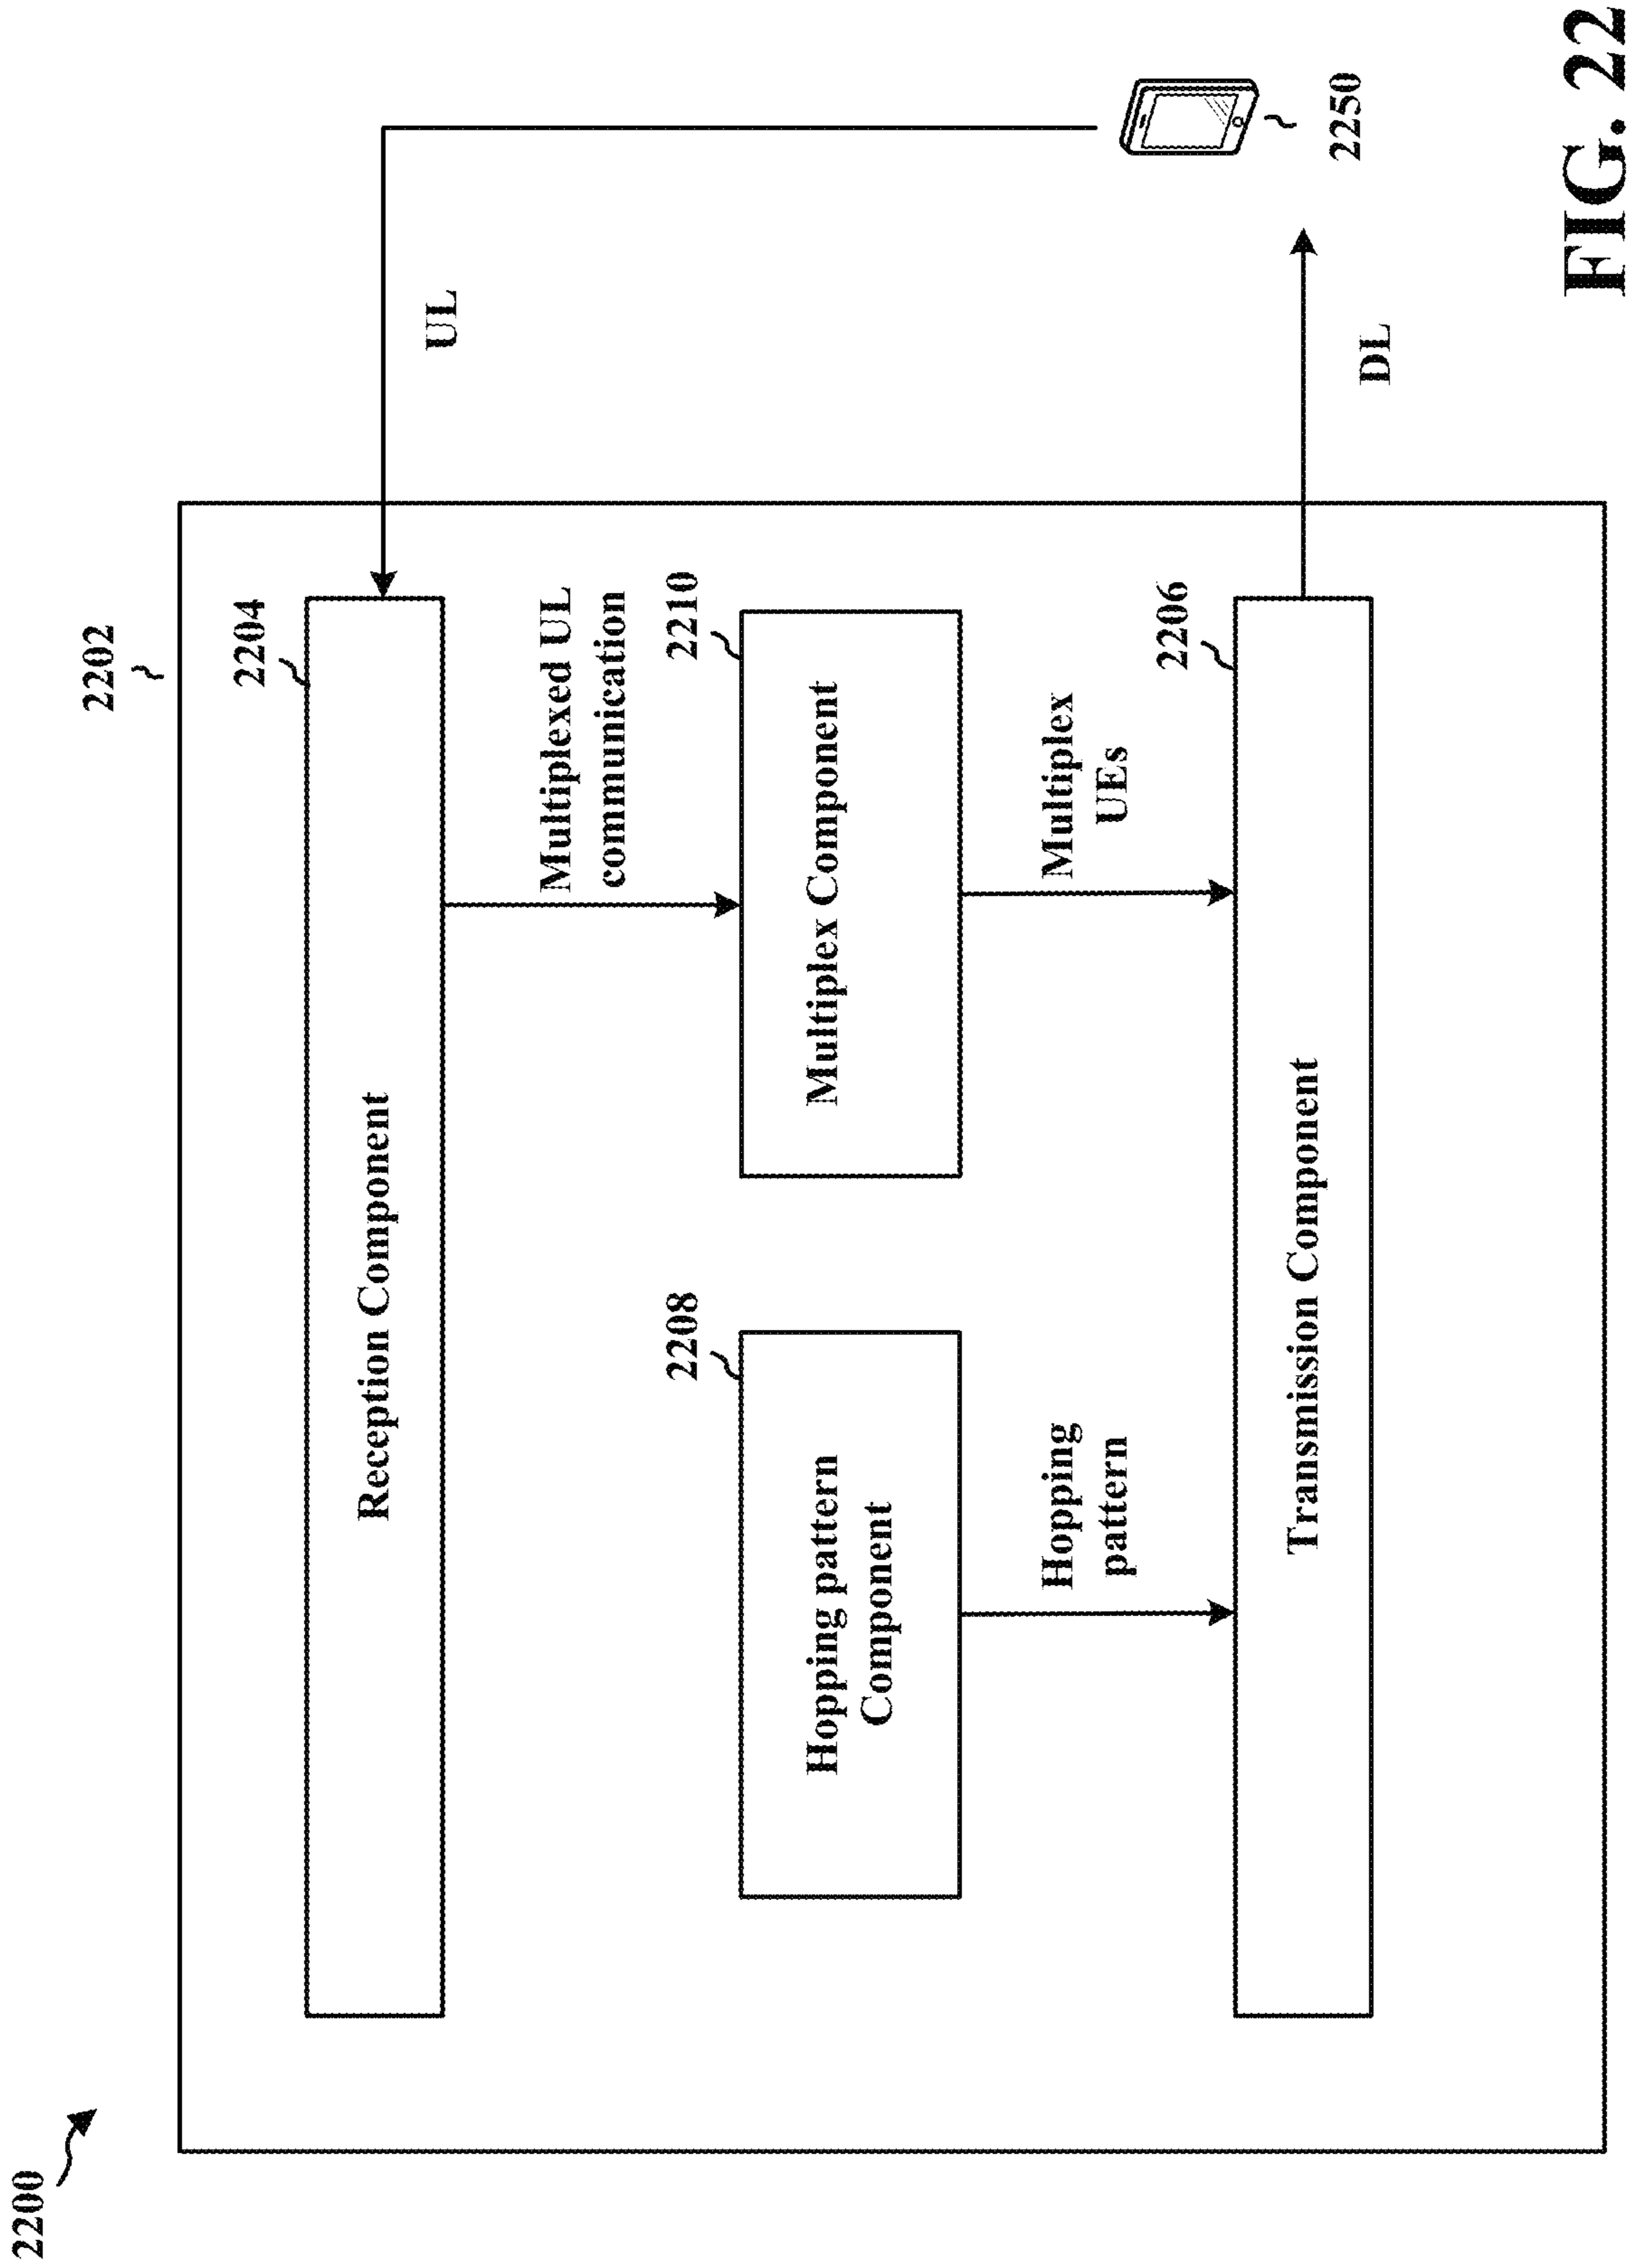 2200
2202
2204
Reception Component
UL
Multiplexed UL
communication
2208
2210
Hopping pattern
Component
Multiplex Component
2250
Hopping
pattern
Multiplex
UEs
2206
Transmission Component
DL
FIG. 22